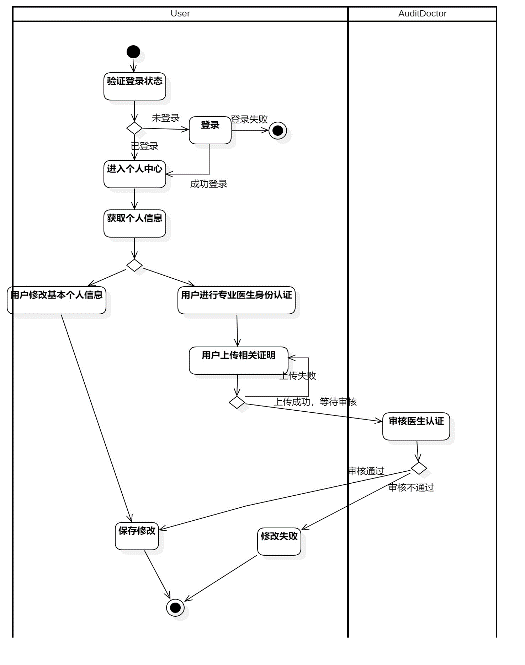 User
AuditDoctor
验证登录状态
未登录
登录
登录失败
已登录
进入个人中心
成功登录
获取个人信息
用户修改基本个人信息
用户进行专业医生身份认证
用户上传相关证明
上传失败
上传成功，等待审核
审核医生认证
审核通过
审核不通过
保存修改
修改失败